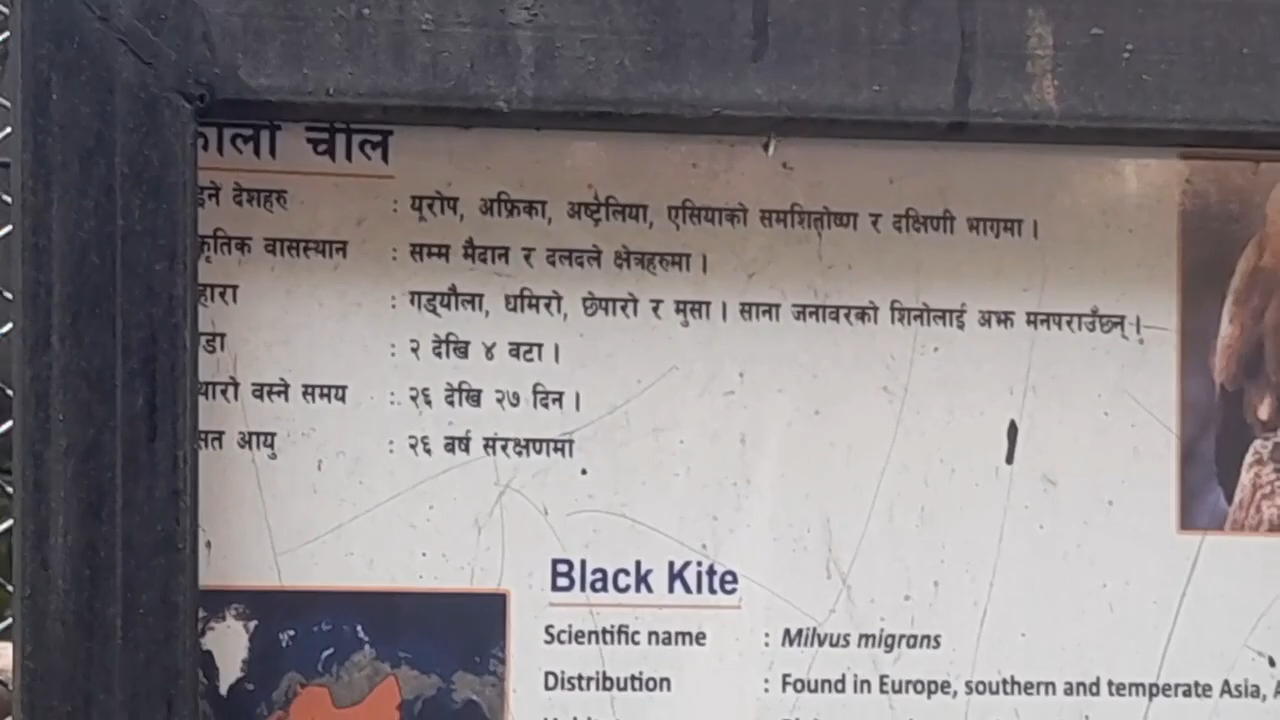 कालो चील
इने देशहरु : यूरोप, अफ्रिका, अष्ट्रेलिया, एसियाको समशितोष्ण र दक्षिणी भागमा ।
कृतिक वासस्थान : सम्म मैदान र दलदले क्षेत्रहरुमा ।
हारा : गड्यौला, धमिरो, छेपारो र मुसा । साना जनावरको शिनोलाई अझ मनपराउँछन् ।
डा : २ देखि ४ वटा ।
थारो वस्ने समय : २६ देखि २७ दिन ।
सत आयु : २६ बर्ष संरक्षणमा
Black Kite
Scientific name : Milvus migrans
Distribution : Found in Europe, southern and temperate Asia,